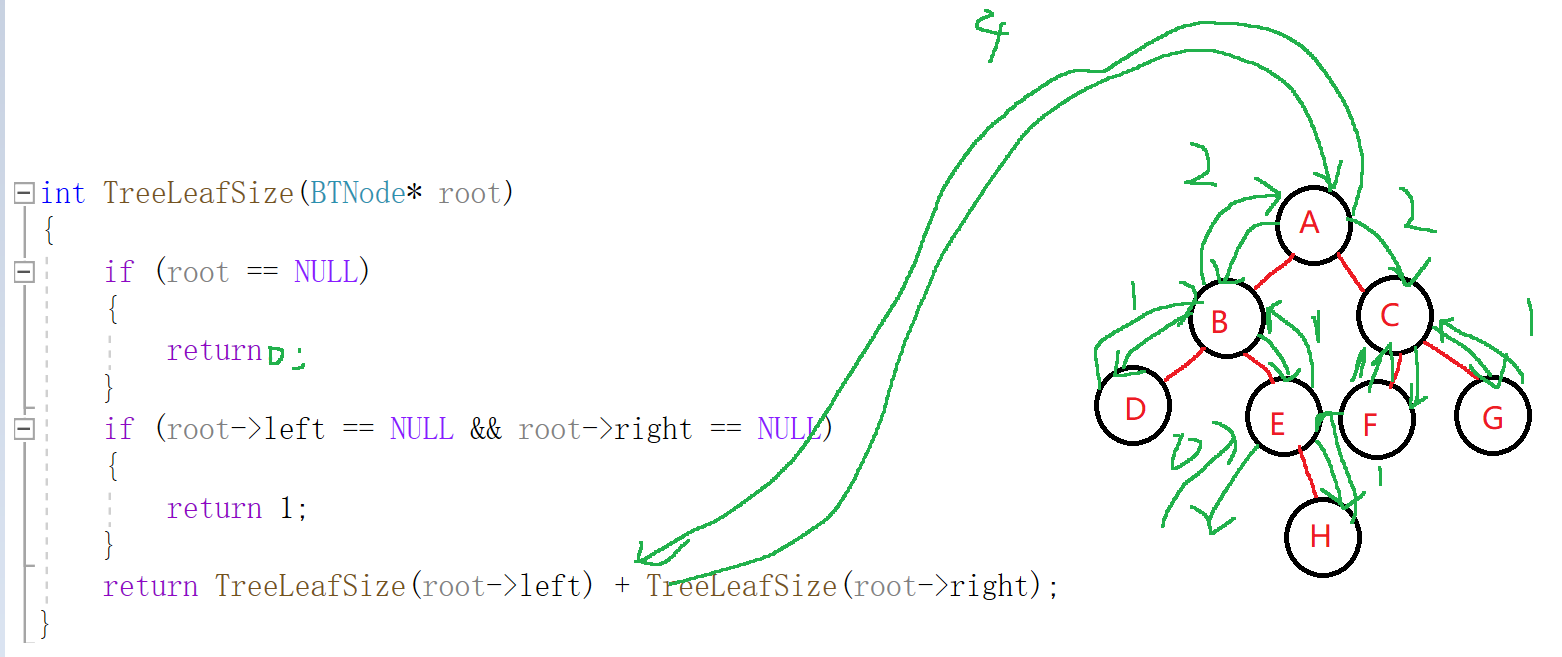 int TreeLeafSize(BTNode* root)
{
if (root == NULL)
{
return 0;
}
if (root->left == NULL && root->right == NULL)
{
return 1;
}
return TreeLeafSize(root->left) + TreeLeafSize(root->right);
}
4
2
2
A
1
B
1
C
1
D
E
F
G
0
1
H